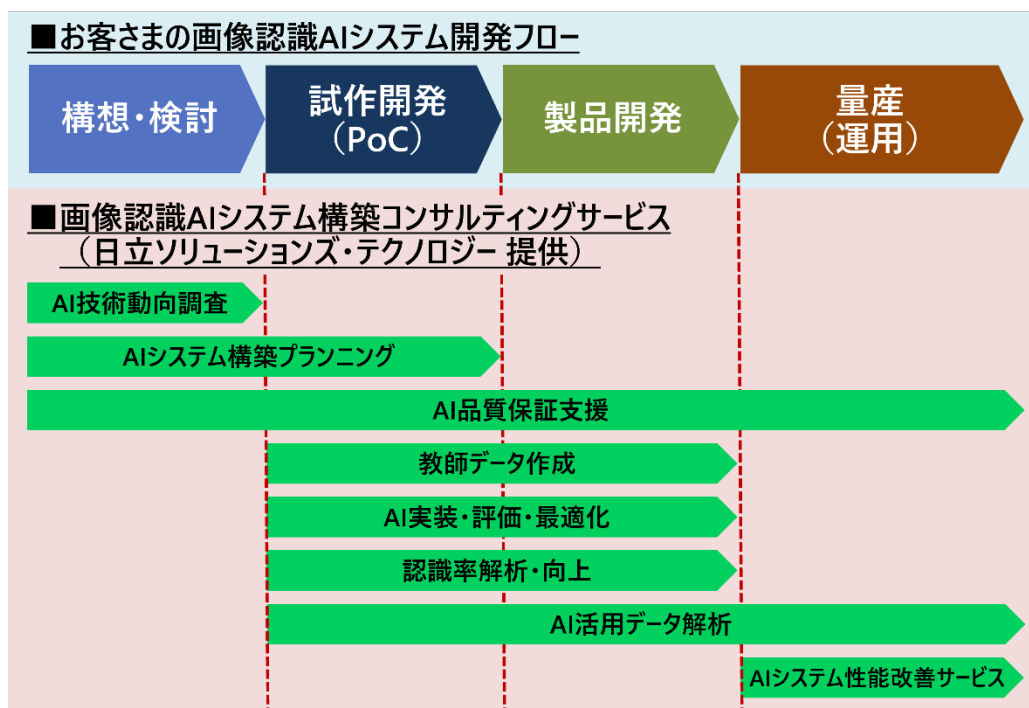 ■お客さまの画像認識AIシステム開発フロー
構想・検討
試作開発
（PoC）
製品開発
量産
（運用）
■画像認識AIシステム構築コンサルティングサービス
（日立ソリューションズ・テクノロジー 提供）
AI技術動向調査
AIシステム構築プランニング
AI品質保証支援
教師データ作成
AI実装・評価・最適化
認識率解析・向上
AI活用データ解析
AIシステム性能改善サービス